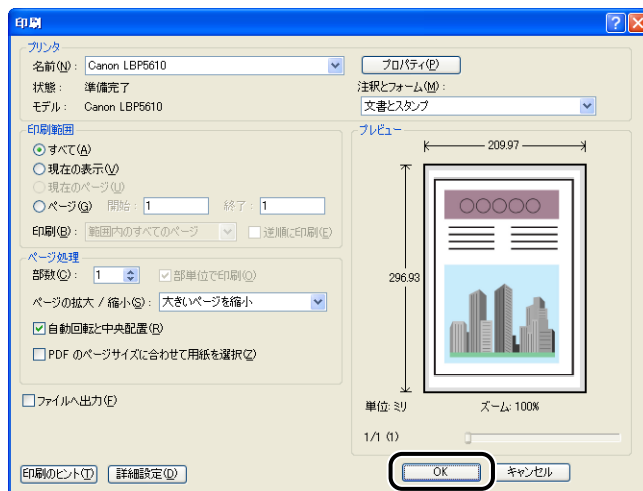 印刷
プリンタ
名前(N): Canon LBP5610
プロパティ(P)
状態: 準備完了
注釈とフォーム(M):
モデル: Canon LBP5610
文書とスタンプ
印刷範囲
すべて(A)
現在の表示(V)
現在のページ(U)
ページ(G) 開始: 1 終了: 1
印刷(B): 範囲内のすべてのページ 逆順に印刷(E)
ページ処理
部数(C): 1 部単位で印刷(O)
ページの拡大 / 縮小(S): 大きいページを縮小
自動回転と中央配置(R)
PDF のページサイズに合わせて用紙を選択(Z)
ファイルへ出力(F)
プレビュー
209.97
○○○○○
296.93
単位: ミリ ズーム: 100%
1/1 (1)
印刷のヒント(T) 詳細設定(D) OK キャンセル